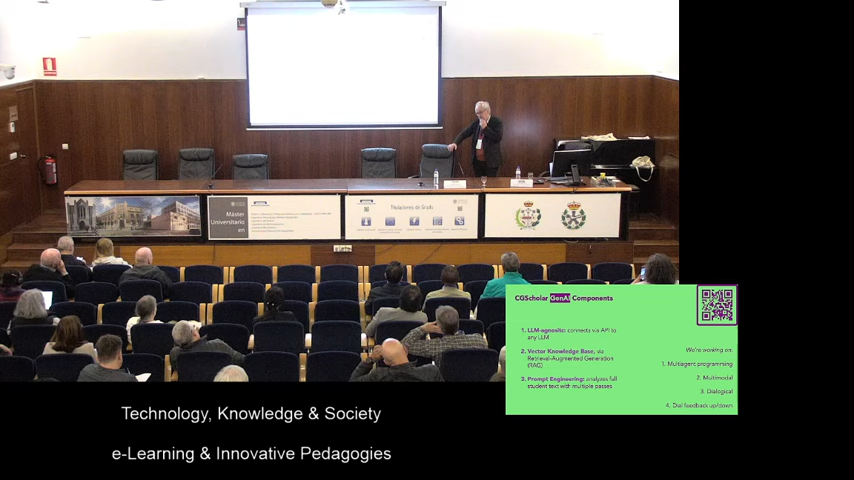 Máster
Universitario
en
Titulaciones de Grado
CGScholar GenAI Components
1. LLM-agnostic: connects via API to
any LLM
2. Vector Knowledge Base, via
Retrieval-Augmented Generation
(RAG)
3. Prompt Engineering: analyzes full
student text with multiple passes
We're working on:
1. Multiagent programming
2. Multimodal
3. Dialogical
4. Dial feedback up/down
Technology, Knowledge & Society
e-Learning & Innovative Pedagogies